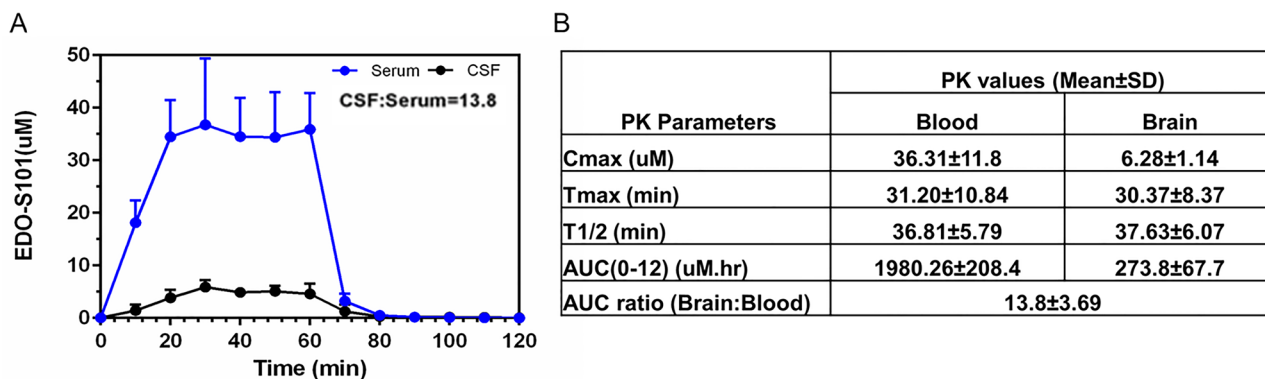 A
EDO-S101(uM)
50
40
30
20
10
0
Serum CSF
CSF:Serum=13.8
0 20 40 60 80 100 120
Time (min)
B
PK Parameters
PK values (Mean±SD)
Blood Brain
Cmax (uM) 36.31±11.8 6.28±1.14
Tmax (min) 31.20±10.84 30.37±8.37
T1/2 (min) 36.81±5.79 37.63±6.07
AUC(0-12) (uM.hr) 1980.26±208.4 273.8±67.7
AUC ratio (Brain:Blood) 13.8±3.69